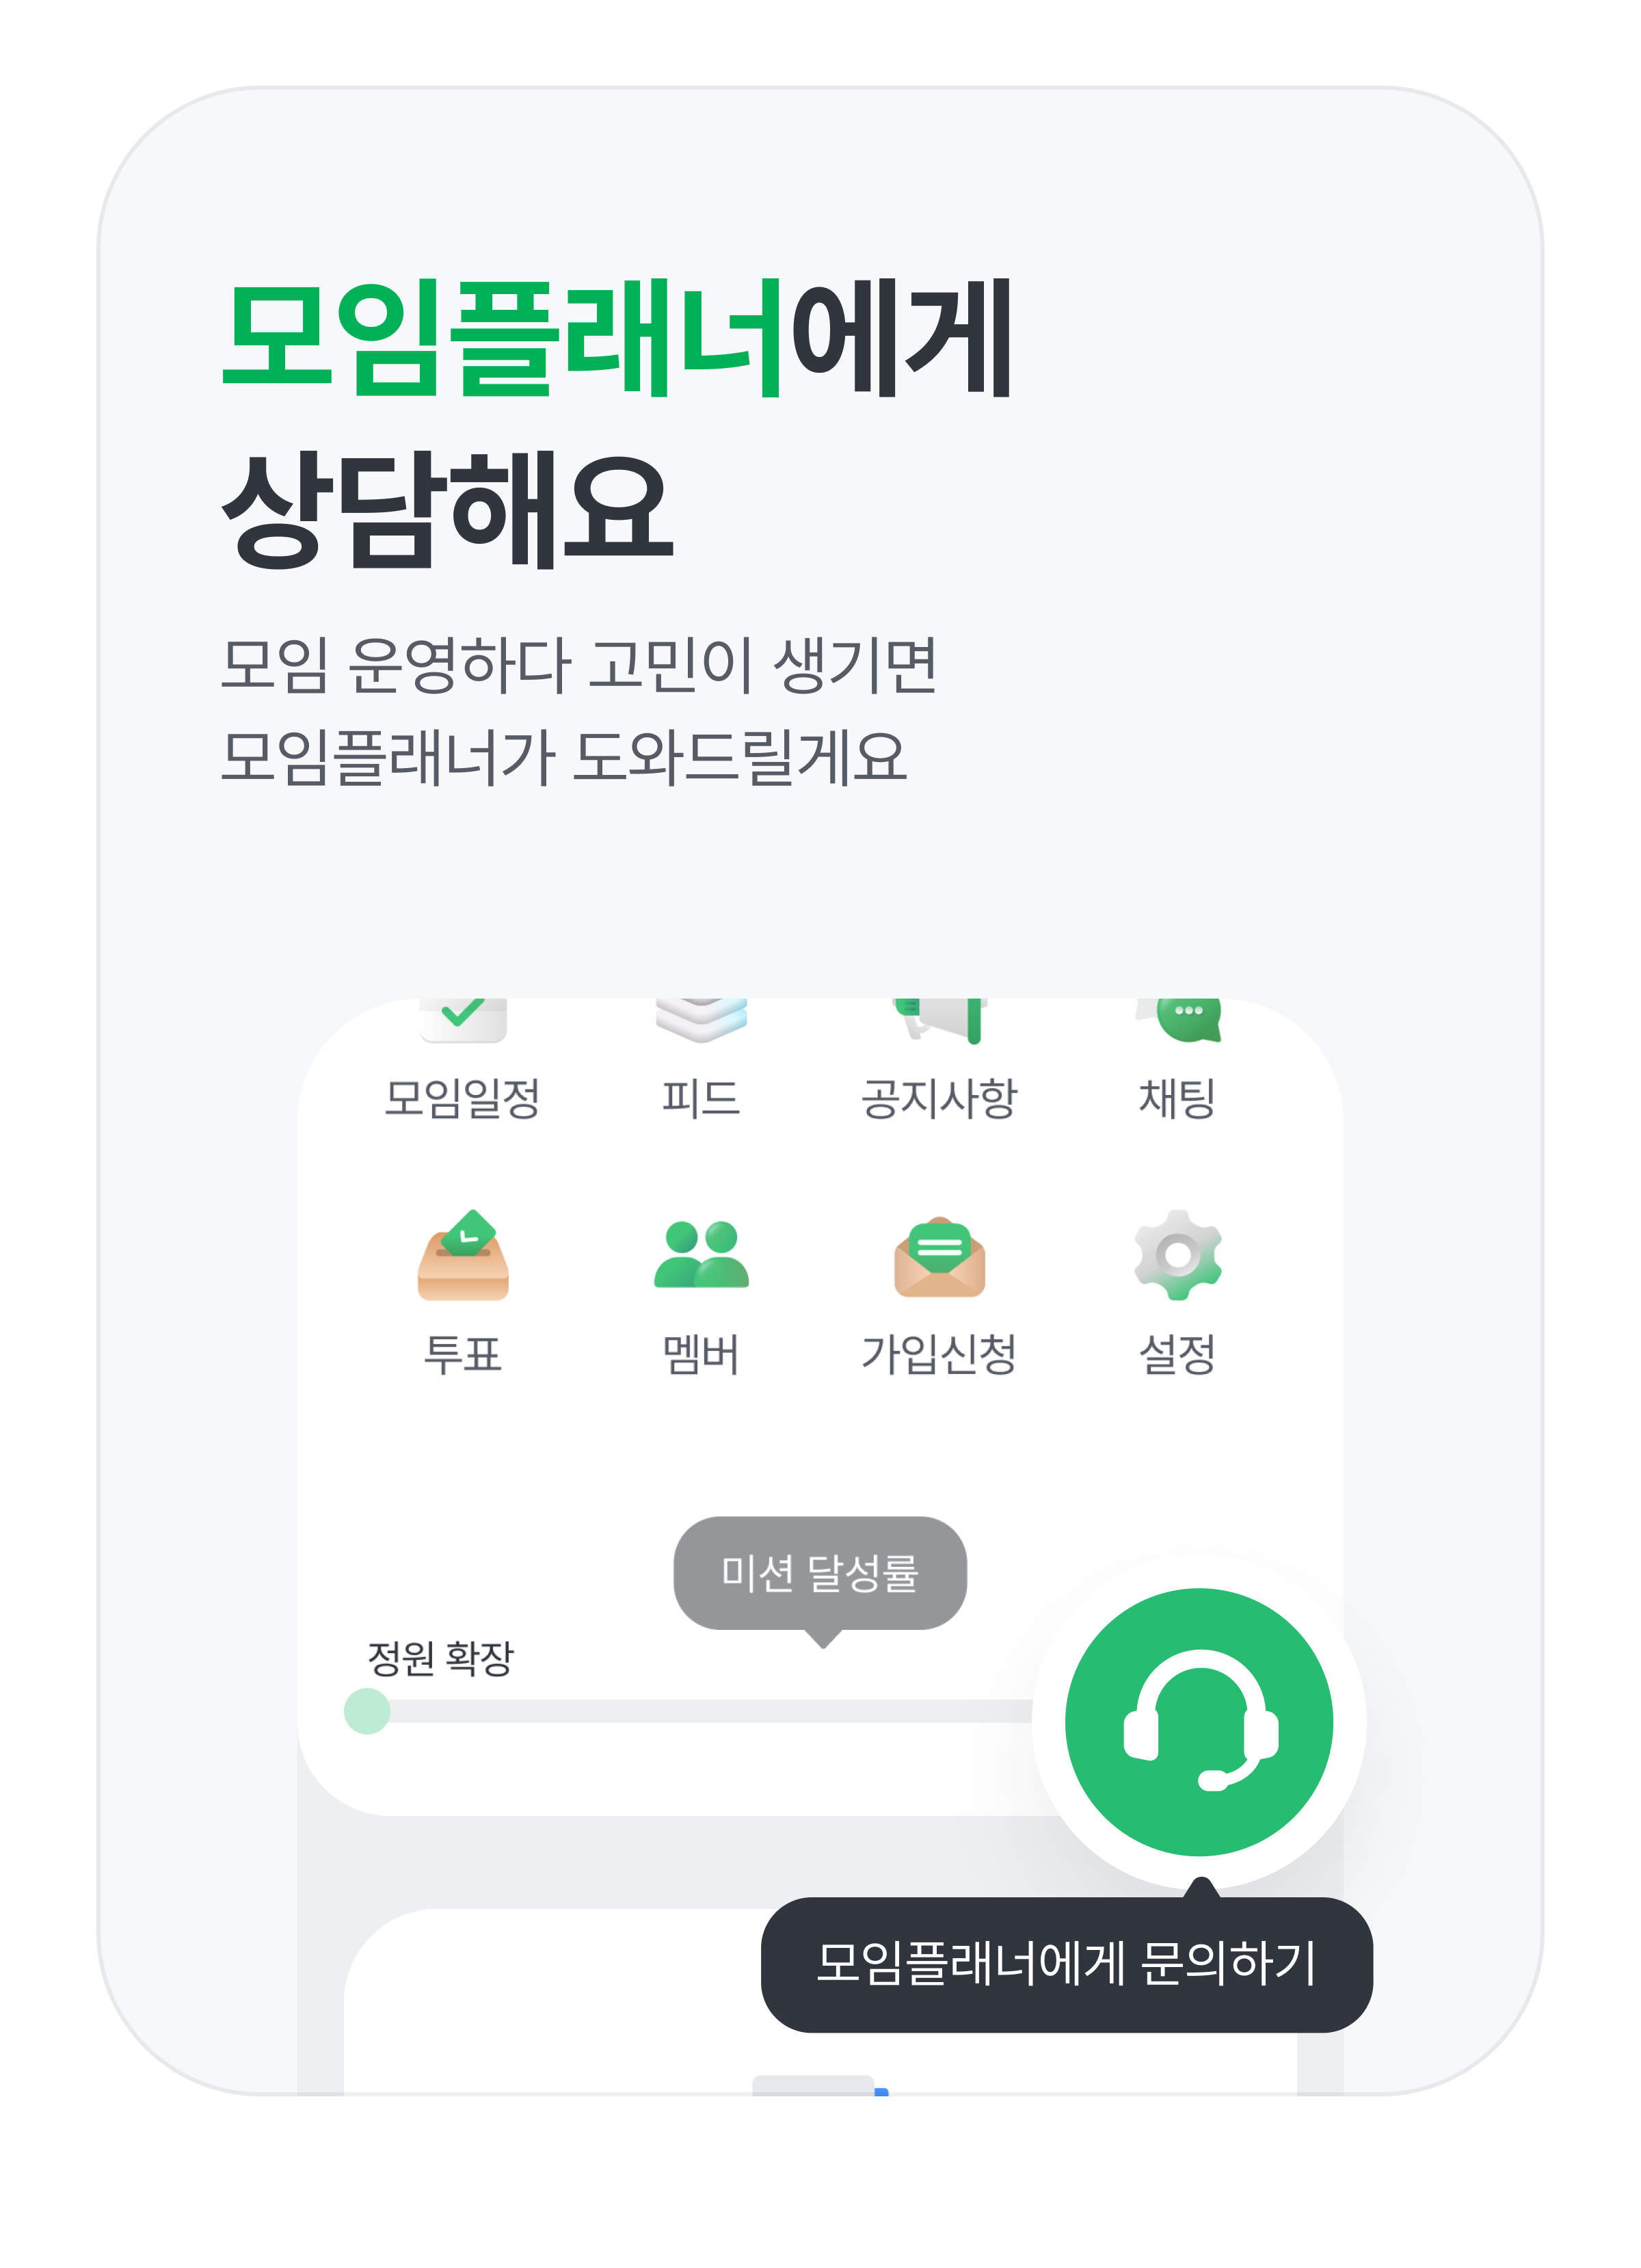 모임플래너에게
상담해요
모임 운영하다 고민이 생기면
모임플래너가 도와드릴게요
모임일정 피드 공지사항 채팅
투표 멤버 가입신청 설정
미션 달성률
정원 확장
모임플래너에게 문의하기